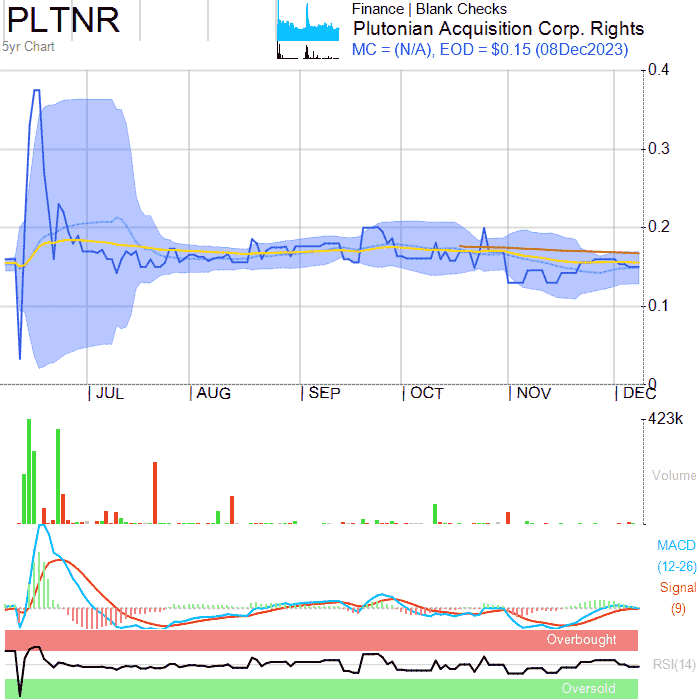 PLTNR
5yr Chart
Finance | Blank Checks
Plutonian Acquisition Corp. Rights
MC = (N/A), EOD = $0.15 (08Dec2023)
0.4
0.3
0.2
0.1
0
JUL AUG SEP OCT NOV DEC
423k
Volume
MACD
(12-26)
Signal
(9)
Overbought
RSI(14)
Oversold